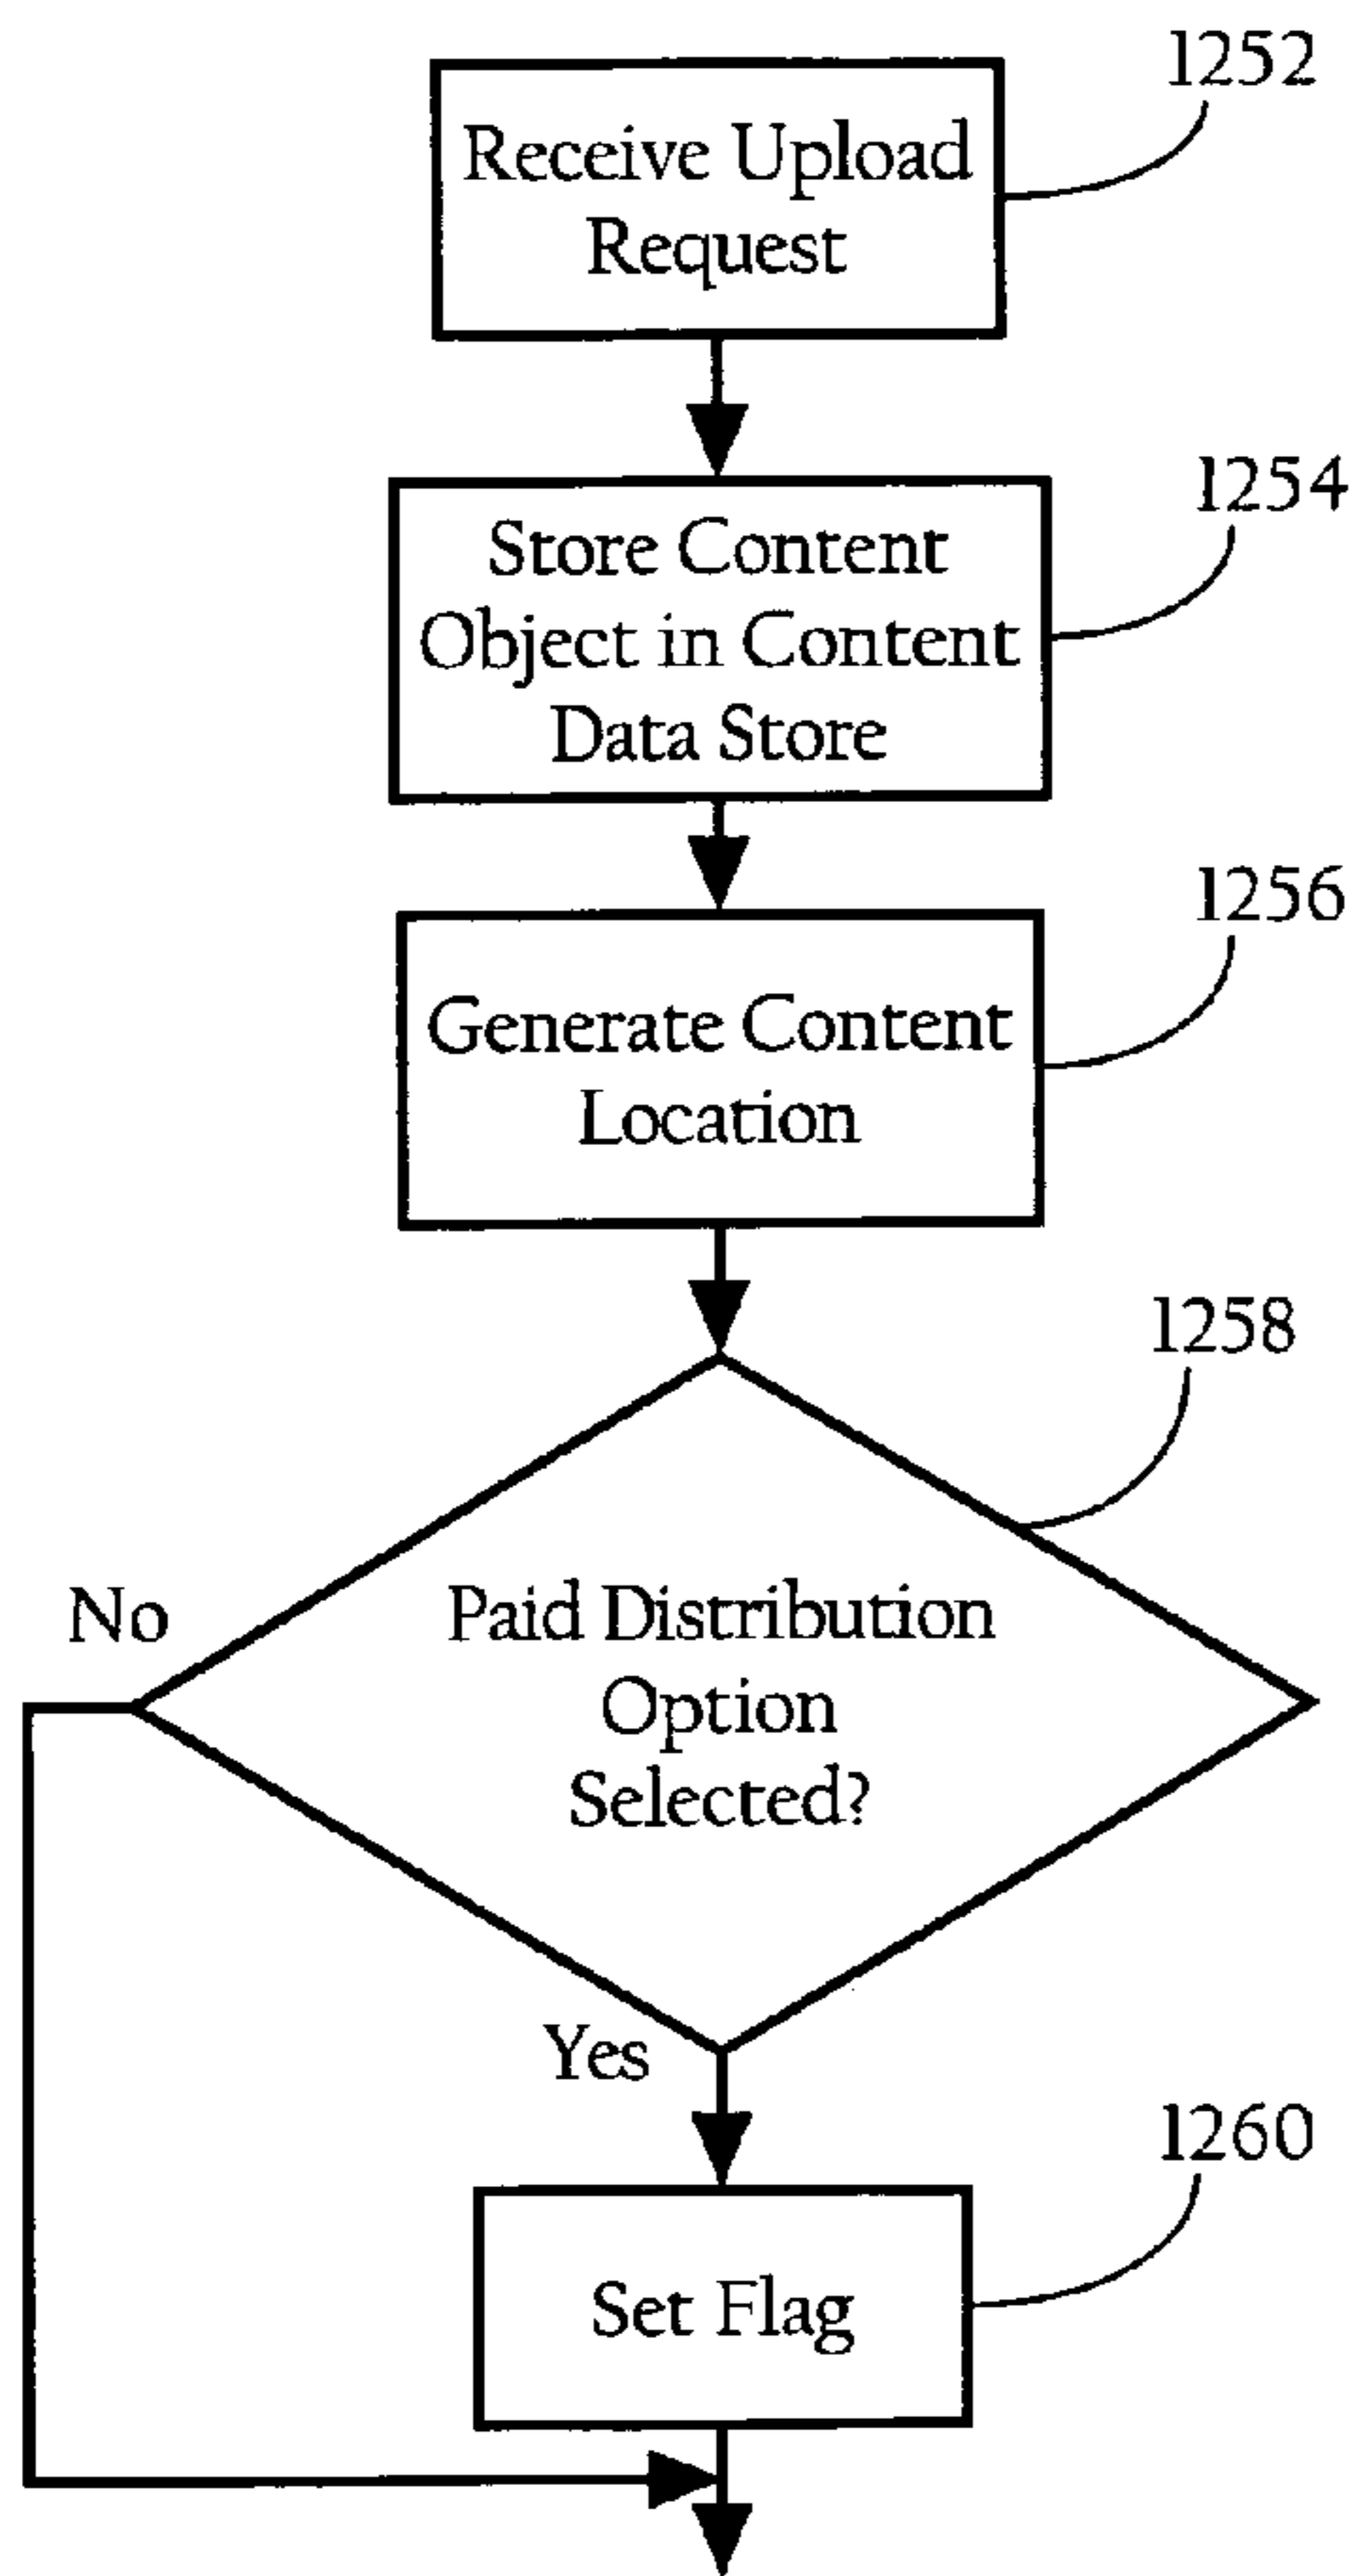 1252
Receive Upload
Request
1254
Store Content
Object in Content
Data Store
1256
Generate Content
Location
1258
No
Paid Distribution
Option
Selected?
Yes
1260
Set Flag